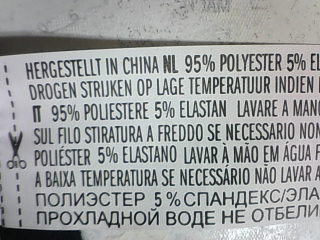 HERGESTELLT IN CHINA NL 95% POLYESTER 5% EL
DROGEN STRIJKEN OP LAGE TEMPERATUUR INDIEN
IT 95% POLIESTERE 5% ELASTAN LAVARE A MANO
SUL FILO STIRATURA A FREDDO SE NECESSARIO NON
POLIÉSTER 5% ELASTANO LAVAR À MÃO EM ÁGUA F
A BAIXA TEMPERATURA SE NECESSÁRIO NÃO LAVAR A
ПОЛИЭСТЕР 5% СПАНДЕКС/ЭЛА
ПРОХЛАДНОЙ ВОДЕ НЕ ОТБЕЛИ